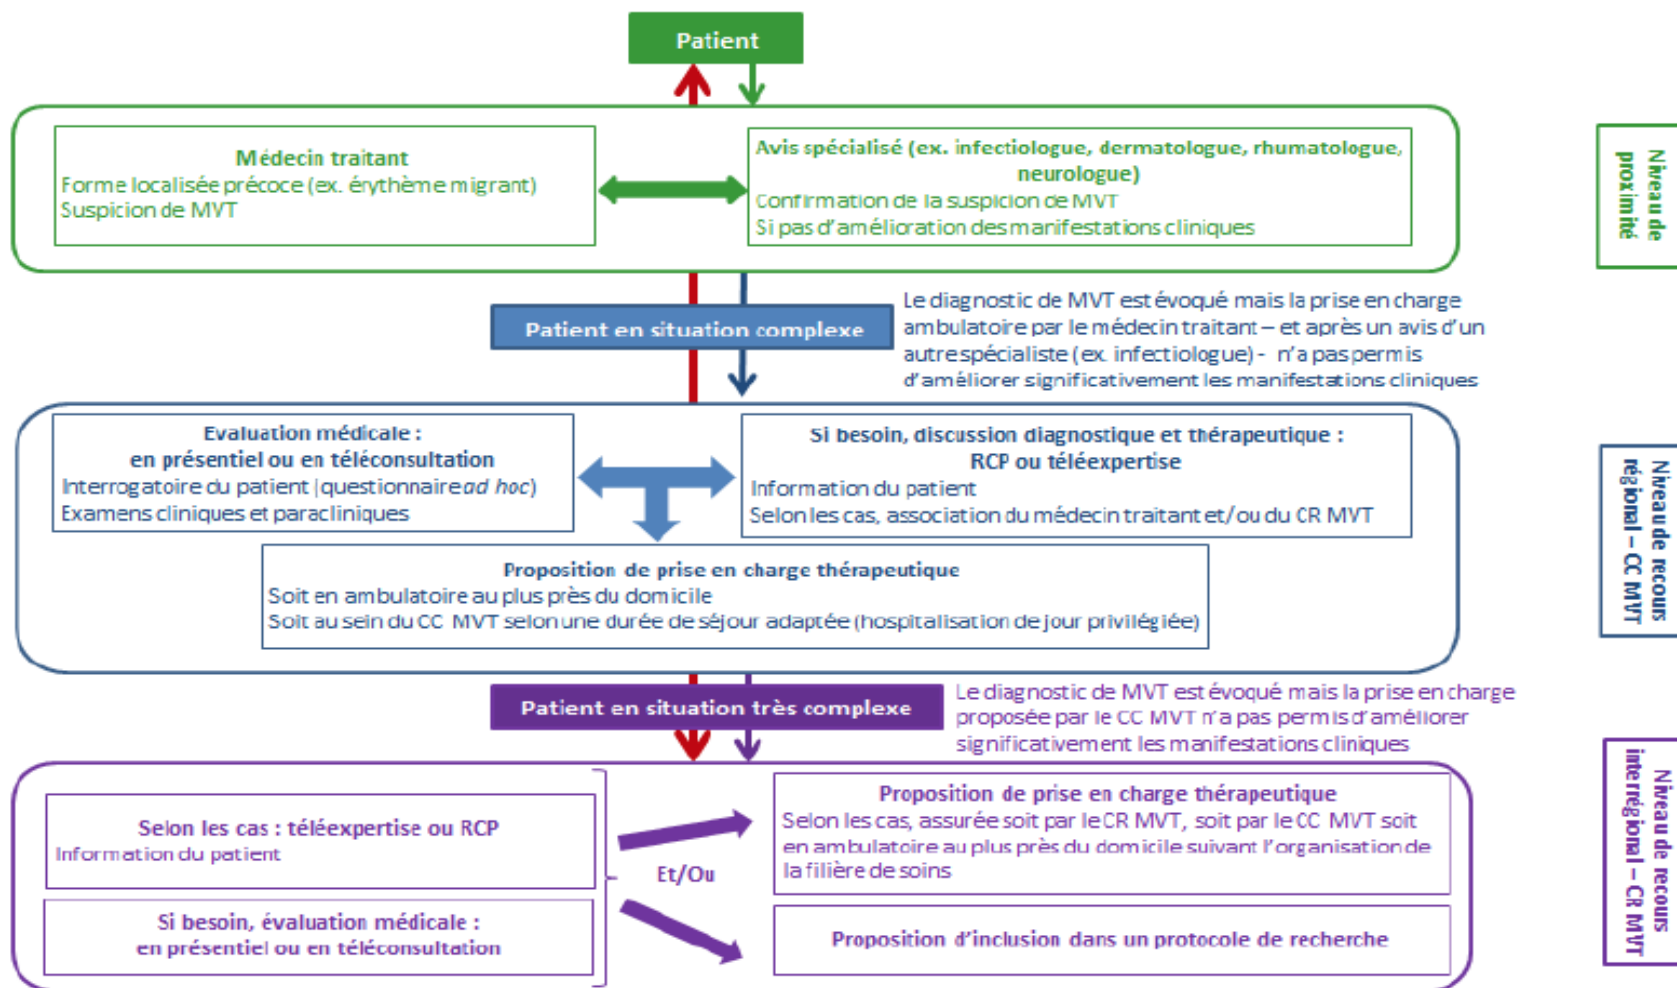 Patient
Médecin traitant
Forme localisée précoce (ex. érythème migrant)
Suspicion de MVT
Avis spécialisé (ex. infectiologue, dermatologue, rhumatologue,
neurologue)
Confirmation de la suspicion de MVT
Si pas d'amélioration des manifestations cliniques
Niveau de
proximité
Patient en situation complexe
Le diagnostic de MVT est évoqué mais la prise en charge
ambulatoire par le médecin traitant – et après un avis d'un
autre spécialiste (ex. infectiologue) - n'a pas permis
d'améliorer significativement les manifestations cliniques
Evaluation médicale :
en présentiel ou en téléconsultation
Interrogatoire du patient (questionnaire ad hoc)
Examens cliniques et paracliniques
Si besoin, discussion diagnostique et thérapeutique :
RCP ou téléexpertise
Information du patient
Selon les cas, association du médecin traitant et/ou du CR MVT
Proposition de prise en charge thérapeutique
Soit en ambulatoire au plus près du domicile
Soit au sein du CC MVT selon une durée de séjour adaptée (hospitalisation de jour privilégiée)
Niveau de recours
régional – CC MVT
Patient en situation très complexe
Le diagnostic de MVT est évoqué mais la prise en charge
proposée par le CC MVT n'a pas permis d'améliorer
significativement les manifestations cliniques
Selon les cas : téléexpertise ou RCP
Information du patient
Si besoin, évaluation médicale :
en présentiel ou en téléconsultation
Et/Ou
Proposition de prise en charge thérapeutique
Selon les cas, assurée soit par le CR MVT, soit par le CC MVT soit
en ambulatoire au plus près du domicile suivant l'organisation de
la filière de soins
Proposition d'inclusion dans un protocole de recherche
Niveau de recours
interrégional – CR MVT